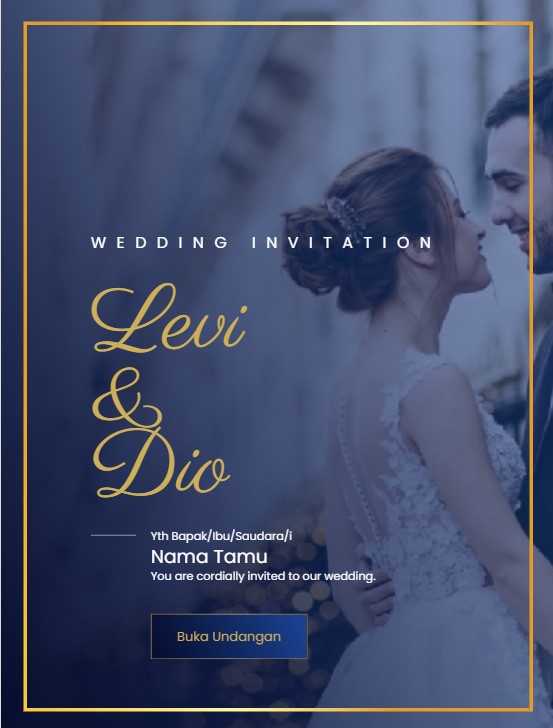 WEDDING INVITATION
Levi
&
Dio
Yth Bapak/Ibu/Saudara/i
Nama Tamu
You are cordially invited to our wedding.
Buka Undangan